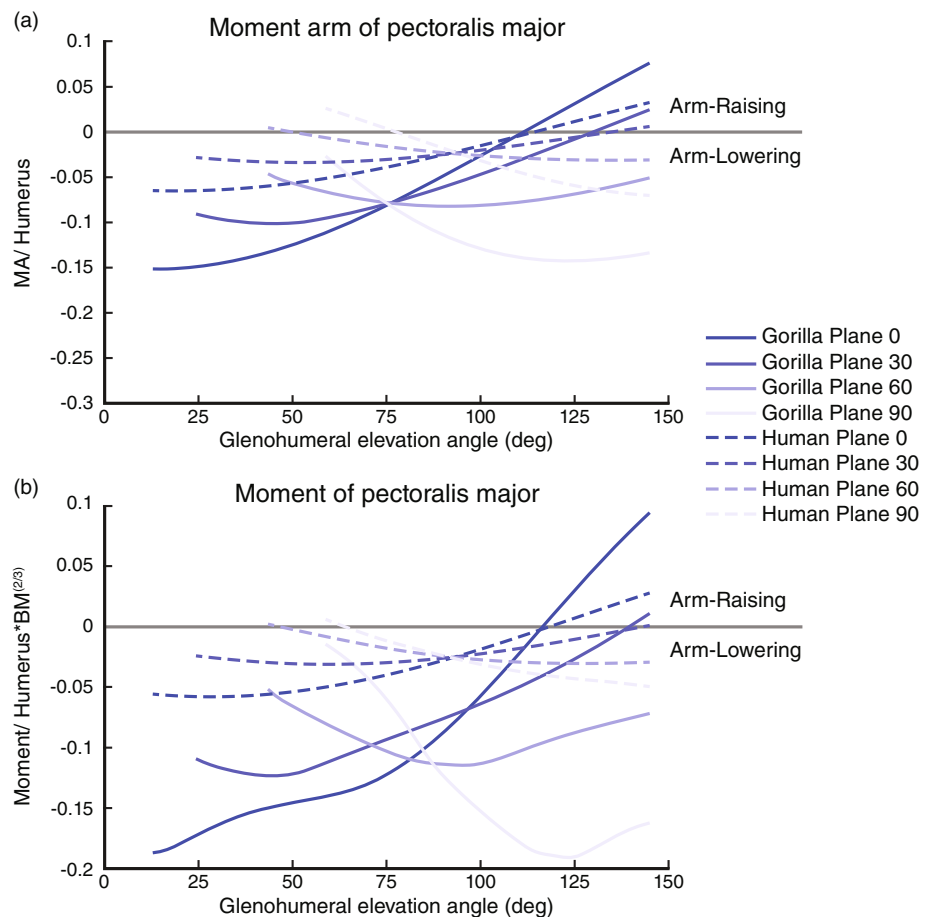 (a)
Moment arm of pectoralis major
0.1
0.05
0
-0.05
-0.1
-0.15
-0.2
-0.25
-0.3
MA/ Humerus
Arm-Raising
Arm-Lowering
0 25 50 75 100 125 150
Glenohumeral elevation angle (deg)
Gorilla Plane 0
Gorilla Plane 30
Gorilla Plane 60
Gorilla Plane 90
Human Plane 0
Human Plane 30
Human Plane 60
Human Plane 90
(b)
Moment of pectoralis major
0.1
0.05
0
-0.05
-0.1
-0.15
-0.2
Moment/ Humerus*BM(2/3)
Arm-Raising
Arm-Lowering
0 25 50 75 100 125 150
Glenohumeral elevation angle (deg)